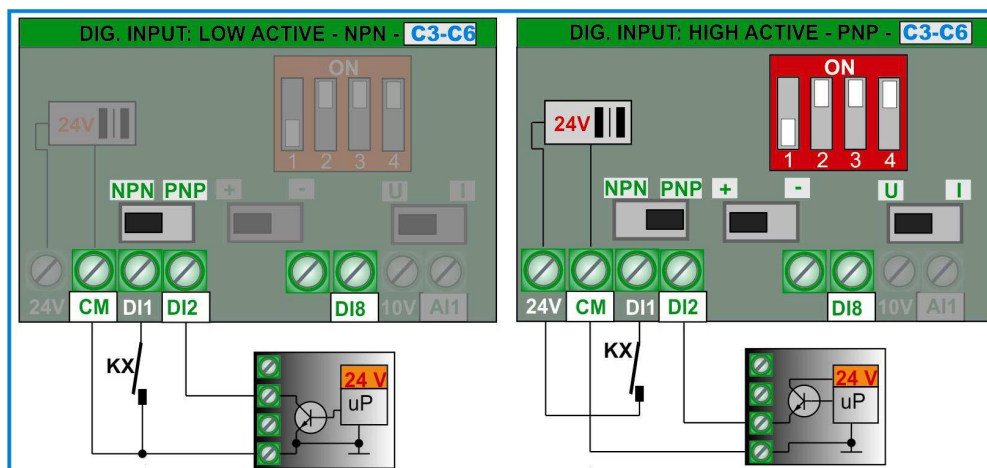 DIG. INPUT: LOW ACTIVE - NPN - C3-C6
ON
24V
1 2 3 4
NPN PNP + - U I
24V CM DI1 DI2 DI8 10V AI1
KX
24 V
uP
DIG. INPUT: HIGH ACTIVE - PNP - C3-C6
ON
24V
1 2 3 4
NPN PNP + - U I
24V CM DI1 DI2 DI8 10V AI1
KX
24 V
uP